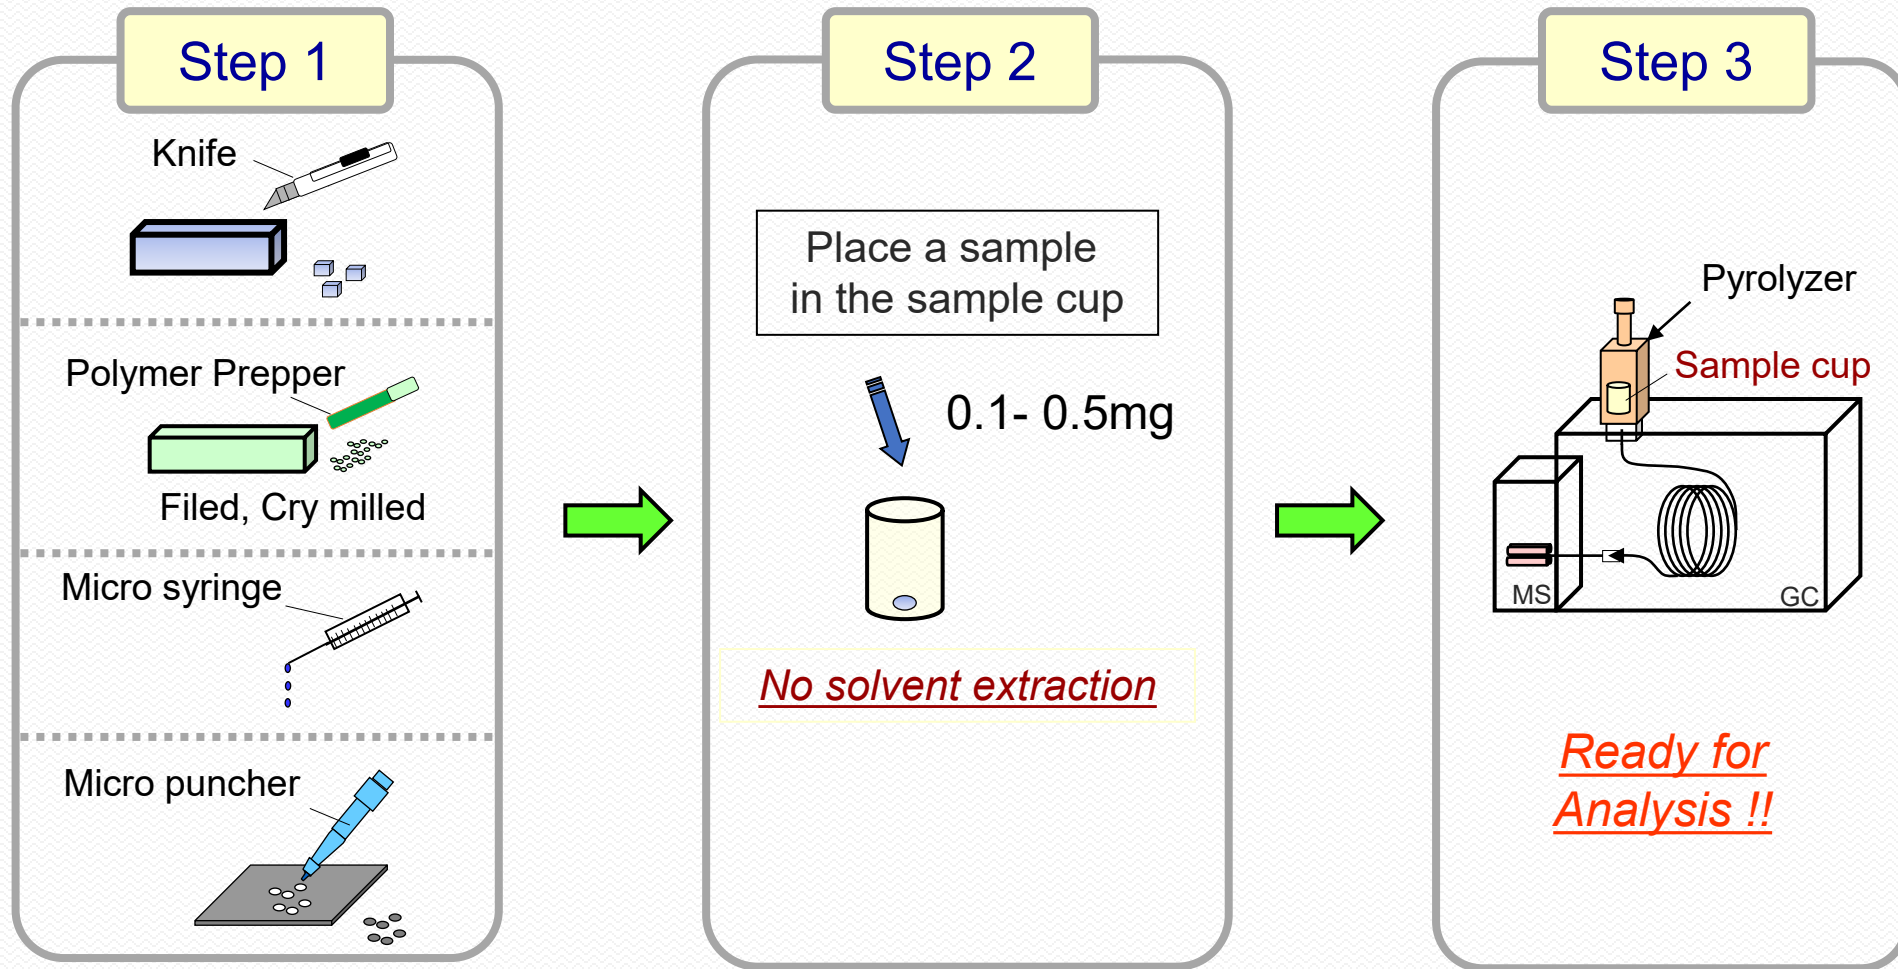 Step 1
Knife
Polymer Prepper
Filed, Cry milled
Micro syringe
Micro puncher
Step 2
Place a sample
in the sample cup
0.1- 0.5mg
No solvent extraction
Step 3
Pyrolyzer
Sample cup
MS
GC
Ready for
Analysis !!